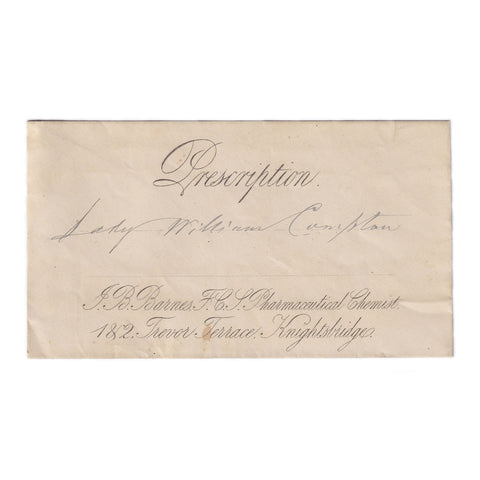 Prescription.
Lady William Compton
J.B. Barnes, F.C.S. Pharmaceutical Chemist.
1&2. Trevor Terrace. Knightsbridge.